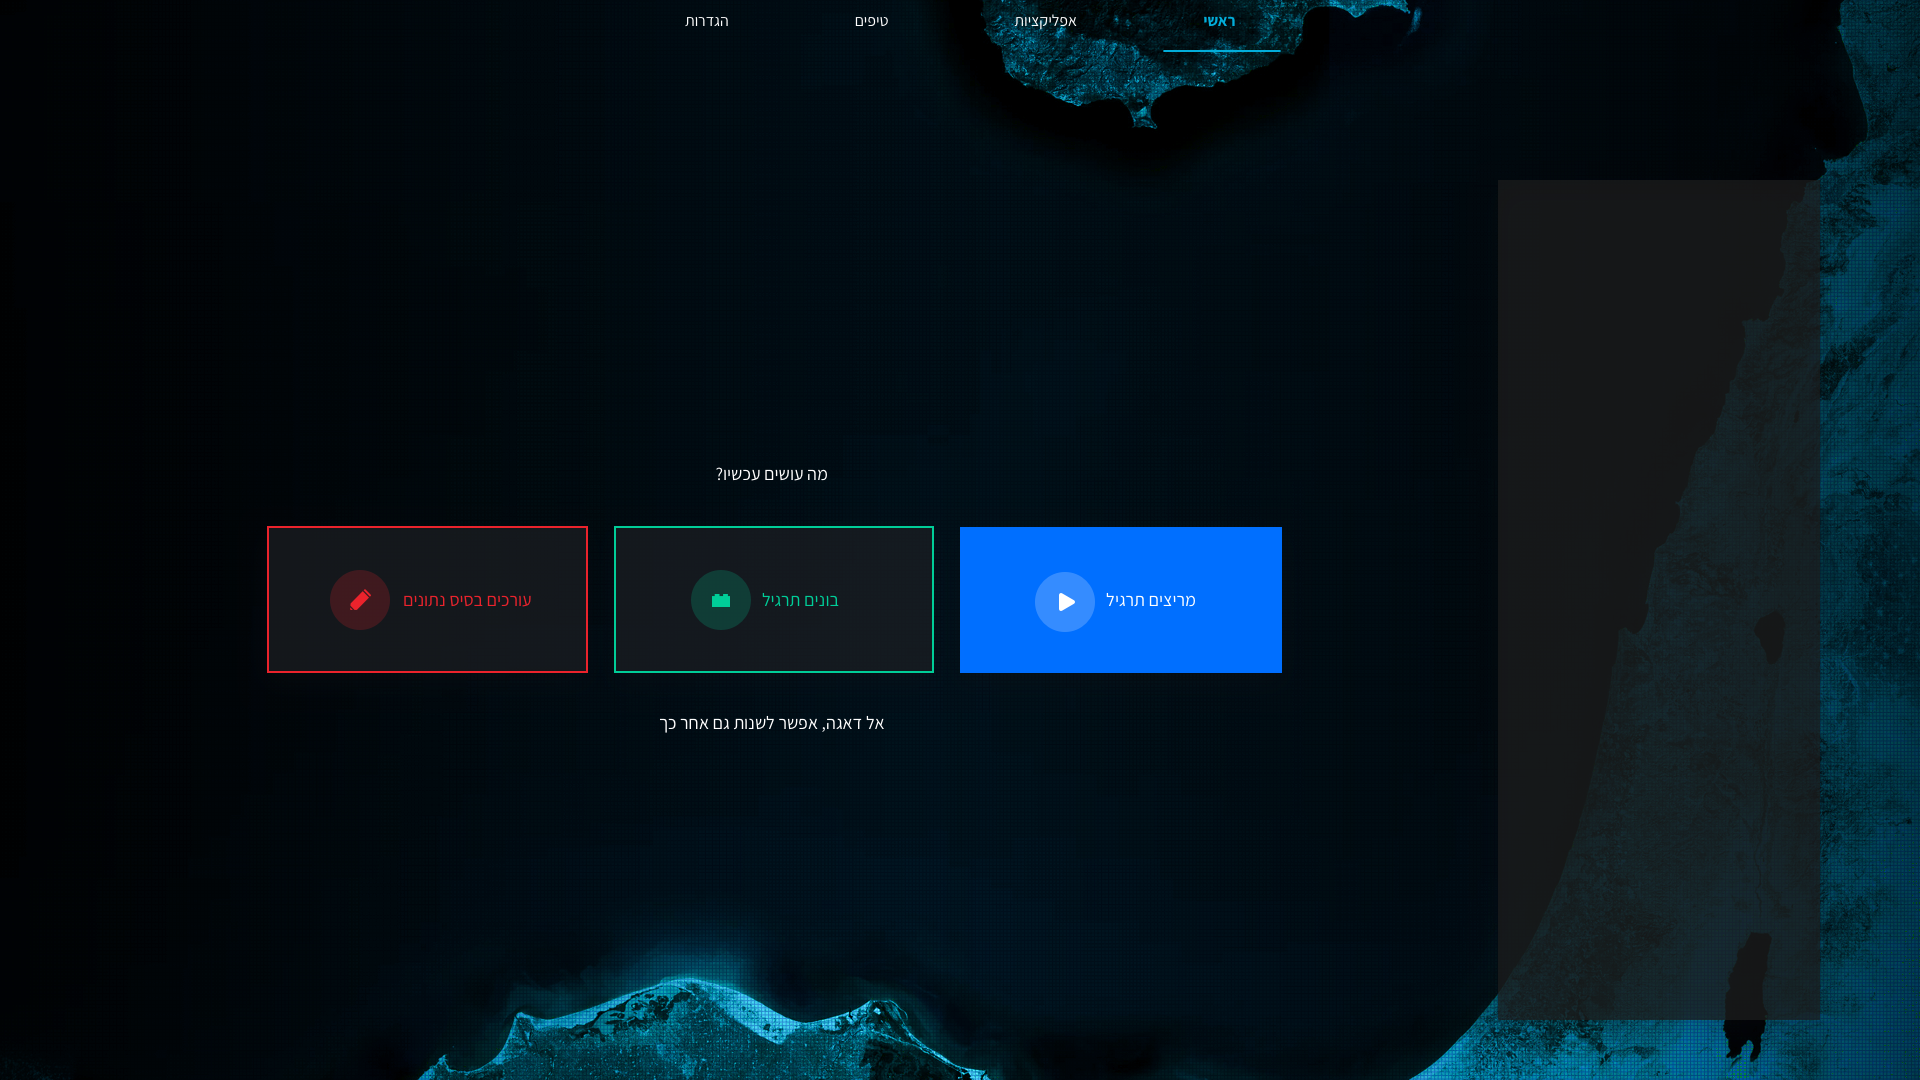 ראשי
אפליקציות
טיפים
הגדרות
מה עושים עכשיו?
מריצים תרגיל
בונים תרגיל
עורכים בסיס נתונים
אל דאגה, אפשר לשנות גם אחר כך